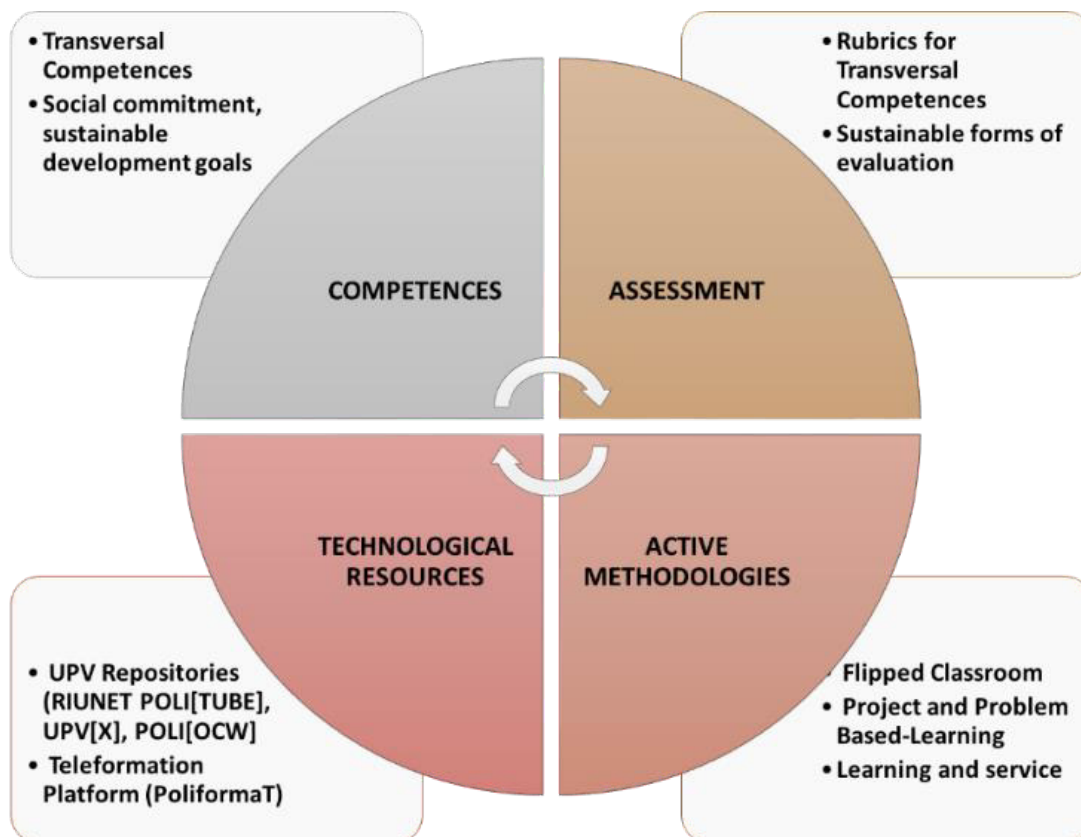 • Transversal
Competences
• Social commitment,
sustainable
development goals
• Rubrics for
Transversal
Competences
• Sustainable forms of
evaluation
COMPETENCES
ASSESSMENT
TECHNOLOGICAL
RESOURCES
ACTIVE
METHODOLOGIES
• UPV Repositories
(RIUNET POLI[TUBE],
UPV[X], POLI[OCW]
• Teleformation
Platform (PoliformaT)
• Flipped Classroom
• Project and Problem
Based-Learning
• Learning and service